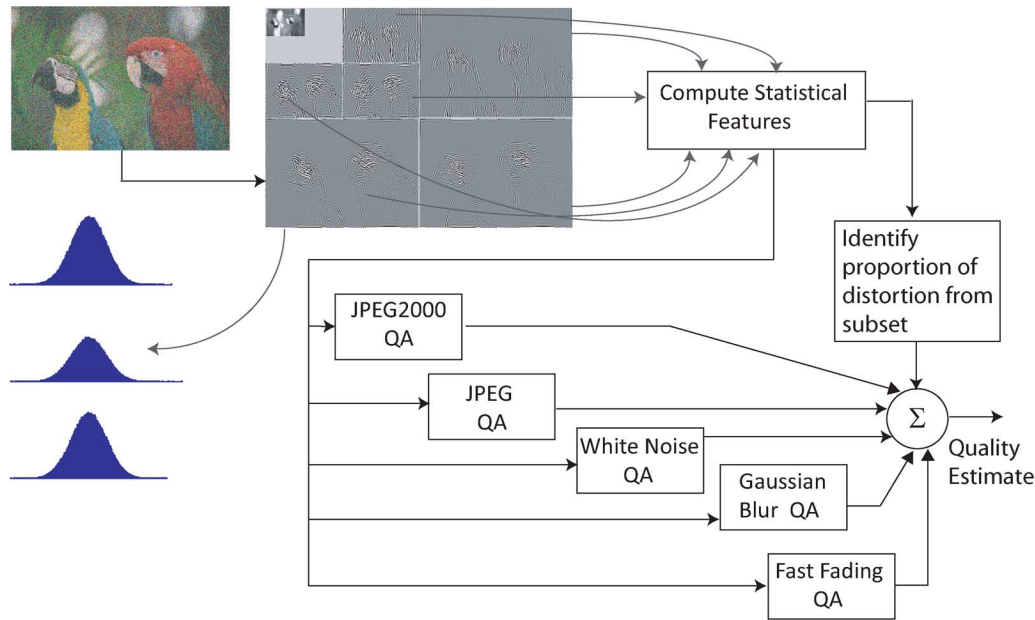 Compute Statistical
Features
Identify
proportion of
distortion from
subset
JPEG2000
QA
JPEG
QA
White Noise
QA
Gaussian
Blur QA
Fast Fading
QA
Σ
Quality
Estimate